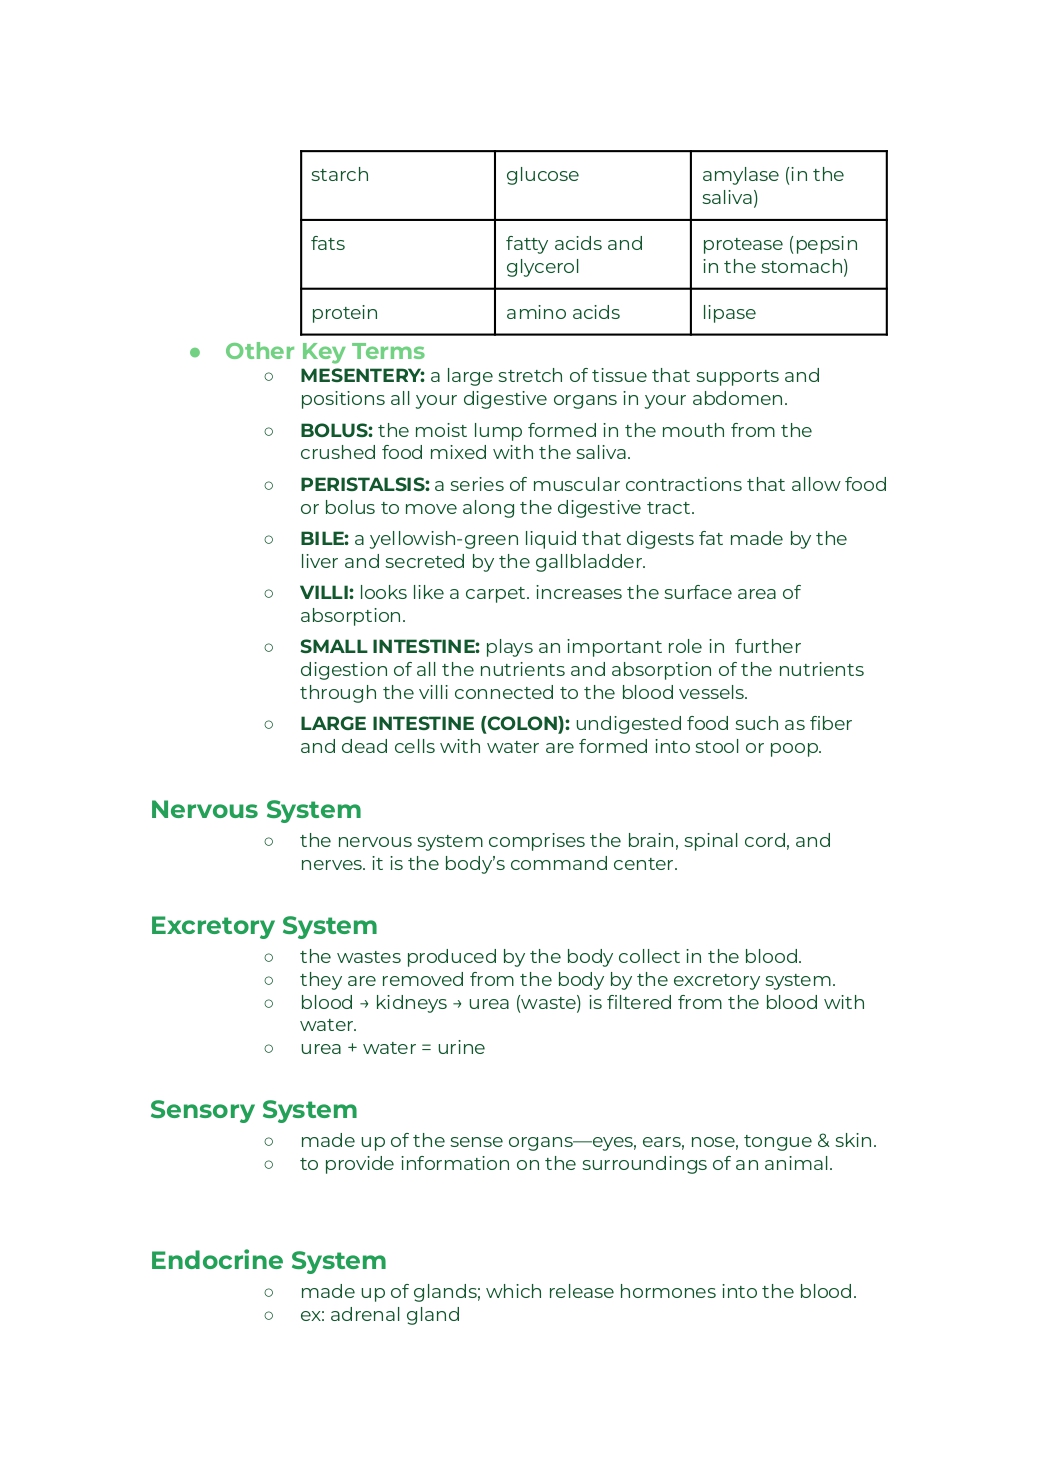 starch glucose amylase (in the
saliva)
fats fatty acids and protease (pepsin
glycerol in the stomach)
protein amino acids lipase
● Other Key Terms
○ MESENTERY: a large stretch of tissue that supports and
positions all your digestive organs in your abdomen.
○ BOLUS: the moist lump formed in the mouth from the
crushed food mixed with the saliva.
○ PERISTALSIS: a series of muscular contractions that allow food
or bolus to move along the digestive tract.
○ BILE: a yellowish-green liquid that digests fat made by the
liver and secreted by the gallbladder.
○ VILLI: looks like a carpet. increases the surface area of
absorption.
○ SMALL INTESTINE: plays an important role in  further
digestion of all the nutrients and absorption of the nutrients
through the villi connected to the blood vessels.
○ LARGE INTESTINE (COLON): undigested food such as fiber
and dead cells with water are formed into stool or poop.
Nervous System
○ the nervous system comprises the brain, spinal cord, and
nerves. it is the body’s command center.
Excretory System
○ the wastes produced by the body collect in the blood.
○ they are removed from the body by the excretory system.
○ blood → kidneys → urea (waste) is filtered from the blood with
water.
○ urea + water = urine
Sensory System
○ made up of the sense organs—eyes, ears, nose, tongue & skin.
○ to provide information on the surroundings of an animal.
Endocrine System
○ made up of glands; which release hormones into the blood.
○ ex: adrenal gland